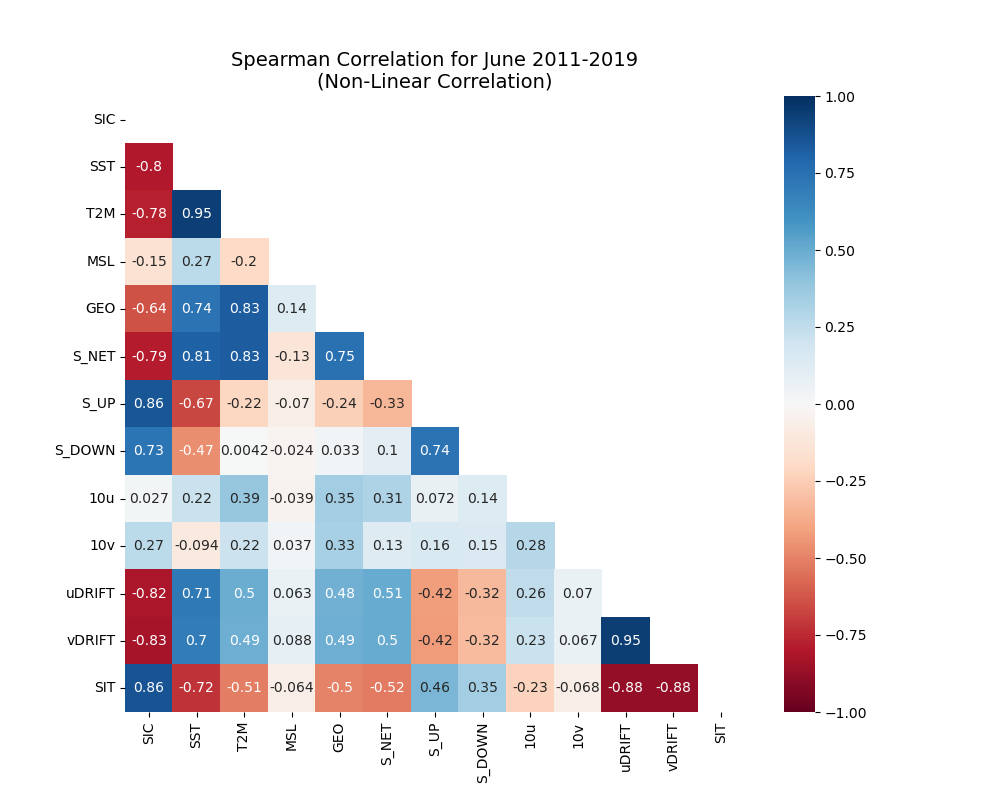 Spearman Correlation for June 2011-2019
(Non-Linear Correlation)
SIC
SST -0.8
T2M -0.78 0.95
MSL -0.15 0.27 -0.2
GEO -0.64 0.74 0.83 0.14
S_NET -0.79 0.81 0.83 -0.13 0.75
S_UP 0.86 -0.67 -0.22 -0.07 -0.24 -0.33
S_DOWN 0.73 -0.47 0.0042 -0.024 0.033 0.1 0.74
10u 0.027 0.22 0.39 -0.039 0.35 0.31 0.072 0.14
10v 0.27 -0.094 0.22 0.037 0.33 0.13 0.16 0.15 0.28
uDRIFT -0.82 0.71 0.5 0.063 0.48 0.51 -0.42 -0.32 0.26 0.07
vDRIFT -0.83 0.7 0.49 0.088 0.49 0.5 -0.42 -0.32 0.23 0.067 0.95
SIT 0.86 -0.72 -0.51 -0.064 -0.5 -0.52 0.46 0.35 -0.23 -0.068 -0.88 -0.88
SIC SST T2M MSL GEO S_NET S_UP S_DOWN 10u 10v uDRIFT vDRIFT SIT
1.00
0.75
0.50
0.25
0.00
−0.25
−0.50
−0.75
−1.00